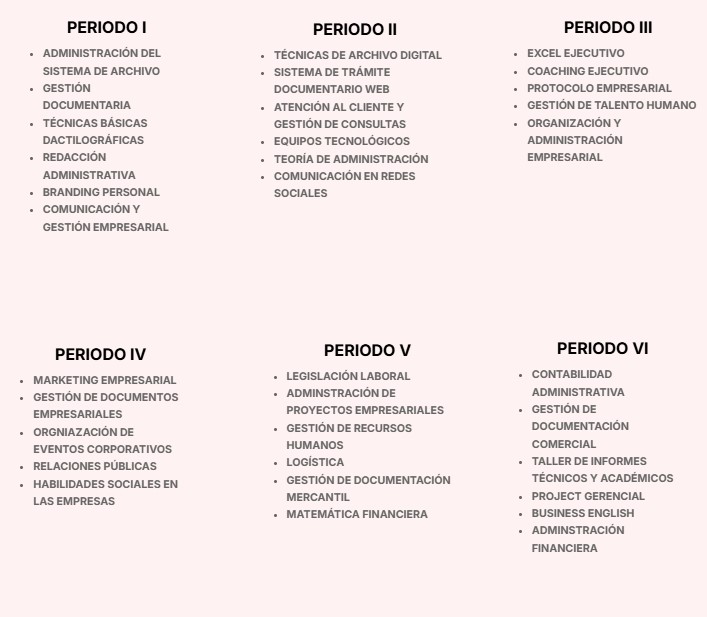 PERIODO I
• ADMINISTRACIÓN DEL
SISTEMA DE ARCHIVO
• GESTIÓN
DOCUMENTARIA
• TÉCNICAS BÁSICAS
DACTILOGRÁFICAS
• REDACCIÓN
ADMINISTRATIVA
• BRANDING PERSONAL
• COMUNICACIÓN Y
GESTIÓN EMPRESARIAL
PERIODO II
• TÉCNICAS DE ARCHIVO DIGITAL
• SISTEMA DE TRÁMITE
DOCUMENTARIO WEB
• ATENCIÓN AL CLIENTE Y
GESTIÓN DE CONSULTAS
• EQUIPOS TECNOLÓGICOS
• TEORÍA DE ADMINISTRACIÓN
• COMUNICACIÓN EN REDES
SOCIALES
PERIODO III
• EXCEL EJECUTIVO
• COACHING EJECUTIVO
• PROTOCOLO EMPRESARIAL
• GESTIÓN DE TALENTO HUMANO
• ORGANIZACIÓN Y
ADMINISTRACIÓN
EMPRESARIAL
PERIODO IV
• MARKETING EMPRESARIAL
• GESTIÓN DE DOCUMENTOS
EMPRESARIALES
• ORGNIAZACIÓN DE
EVENTOS CORPORATIVOS
• RELACIONES PÚBLICAS
• HABILIDADES SOCIALES EN
LAS EMPRESAS
PERIODO V
• LEGISLACIÓN LABORAL
• ADMINSTRACIÓN DE
PROYECTOS EMPRESARIALES
• GESTIÓN DE RECURSOS
HUMANOS
• LOGÍSTICA
• GESTIÓN DE DOCUMENTACIÓN
MERCANTIL
• MATEMÁTICA FINANCIERA
PERIODO VI
• CONTABILIDAD
ADMINISTRATIVA
• GESTIÓN DE
DOCUMENTACIÓN
COMERCIAL
• TALLER DE INFORMES
TÉCNICOS Y ACADÉMICOS
• PROJECT GERENCIAL
• BUSINESS ENGLISH
• ADMINSTRACIÓN
FINANCIERA